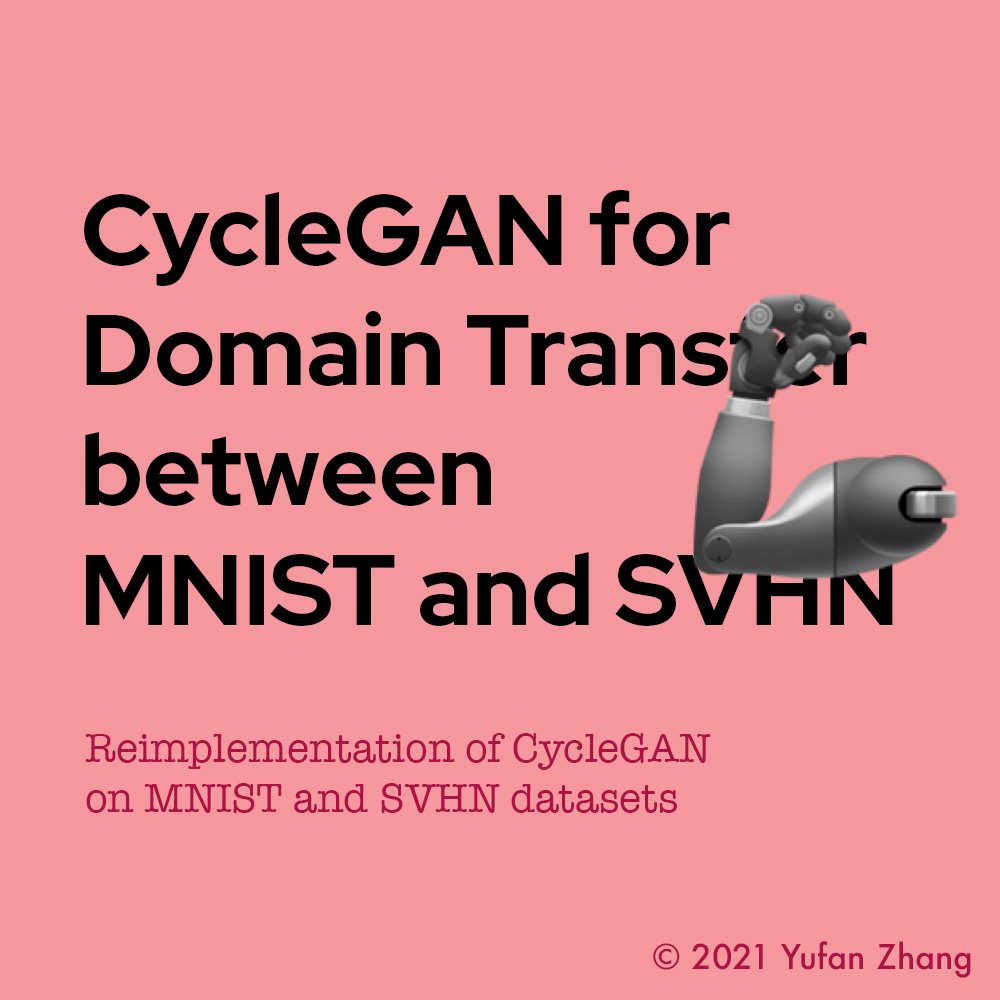 CycleGAN for
Domain Transfer
between
MNIST and SVHN
Reimplementation of CycleGAN
on MNIST and SVHN datasets
© 2021 Yufan Zhang